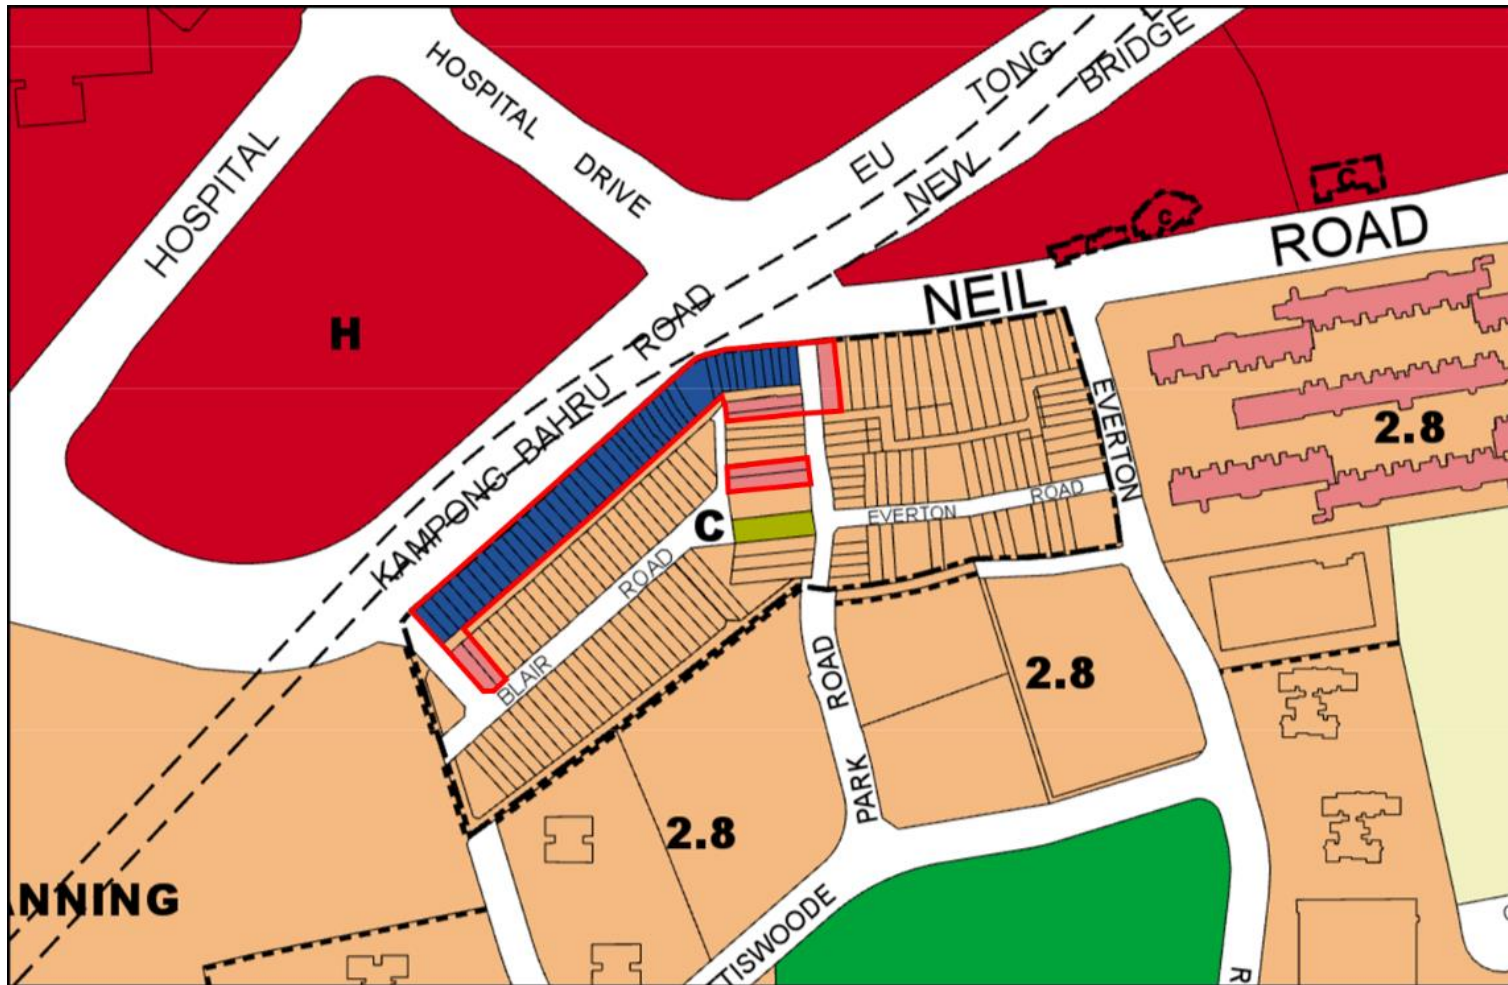 HOSPITAL
DRIVE
HOSPITAL
EU
TONG
NEW
BRIDGE
C
C
C
ROAD
NEIL
H
ROAD
KAMPONG BAHRU
EVERTON
2.8
ROAD
EVERTON
C
ROAD
BLAIR
ROAD
2.8
PARK
2.8
ANNING
TISWOODE
R